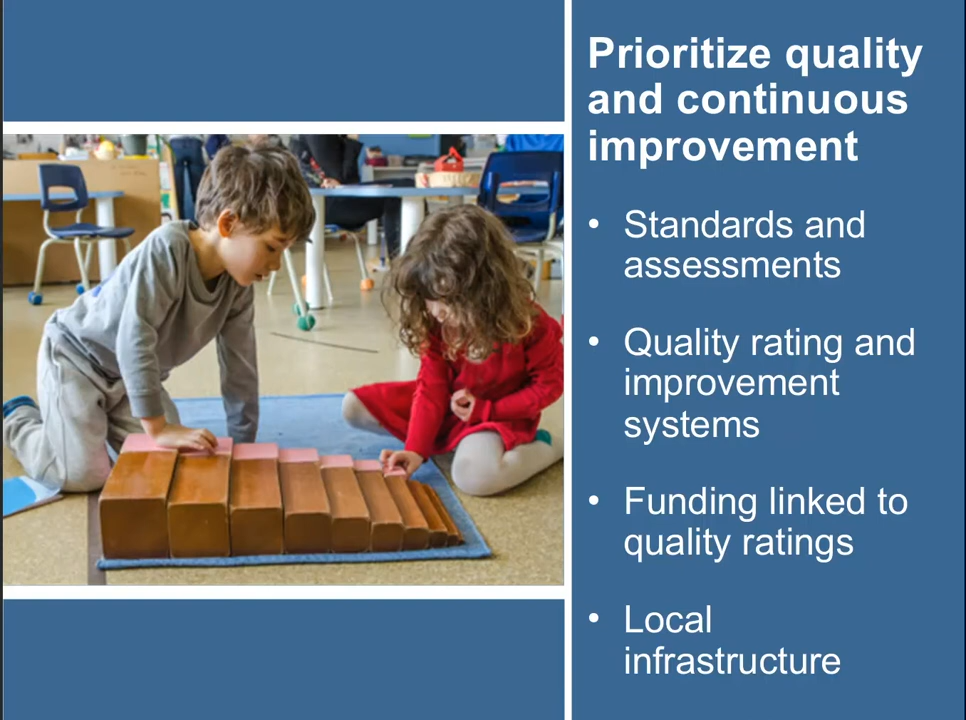 Prioritize quality
and continuous
improvement
• Standards and
assessments
• Quality rating and
improvement
systems
• Funding linked to
quality ratings
• Local
infrastructure